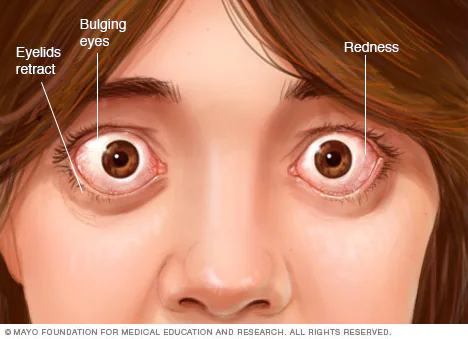 Bulging
eyes
Eyelids
retract
Redness
© MAYO FOUNDATION FOR MEDICAL EDUCATION AND RESEARCH. ALL RIGHTS RESERVED.